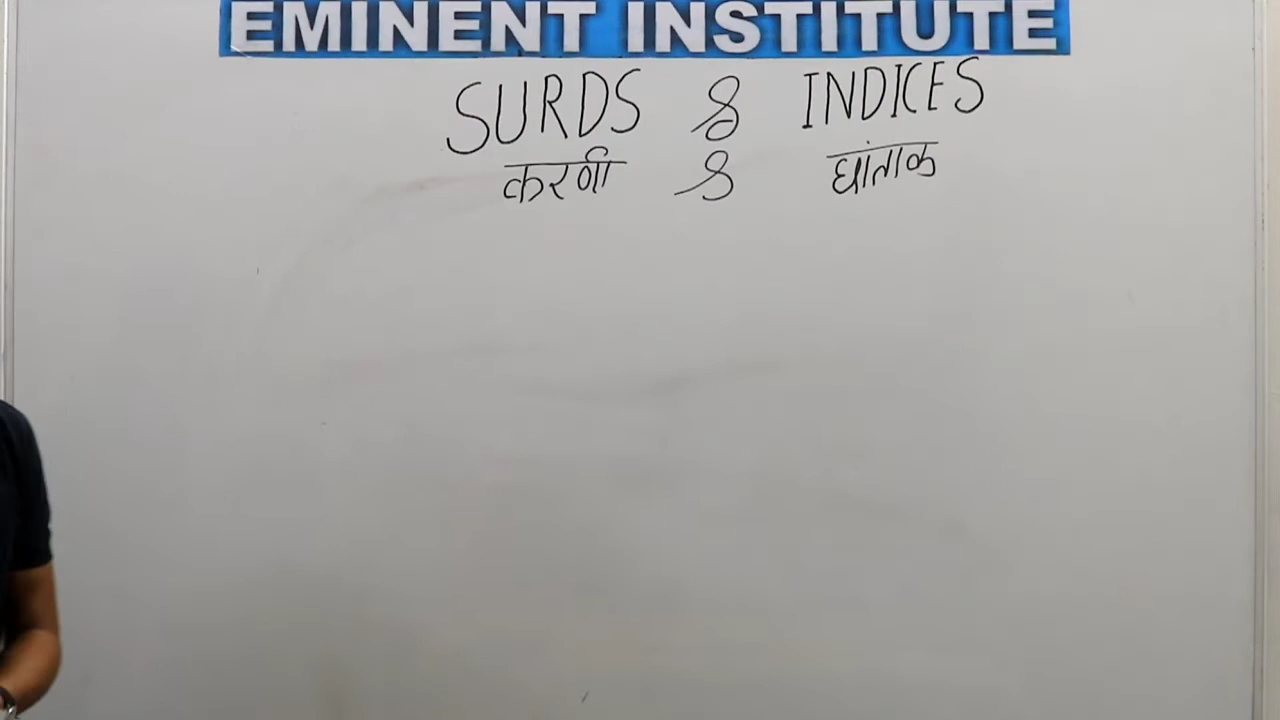 EMINENT INSTITUTE
SURDS & INDICES
करणी & घांताक